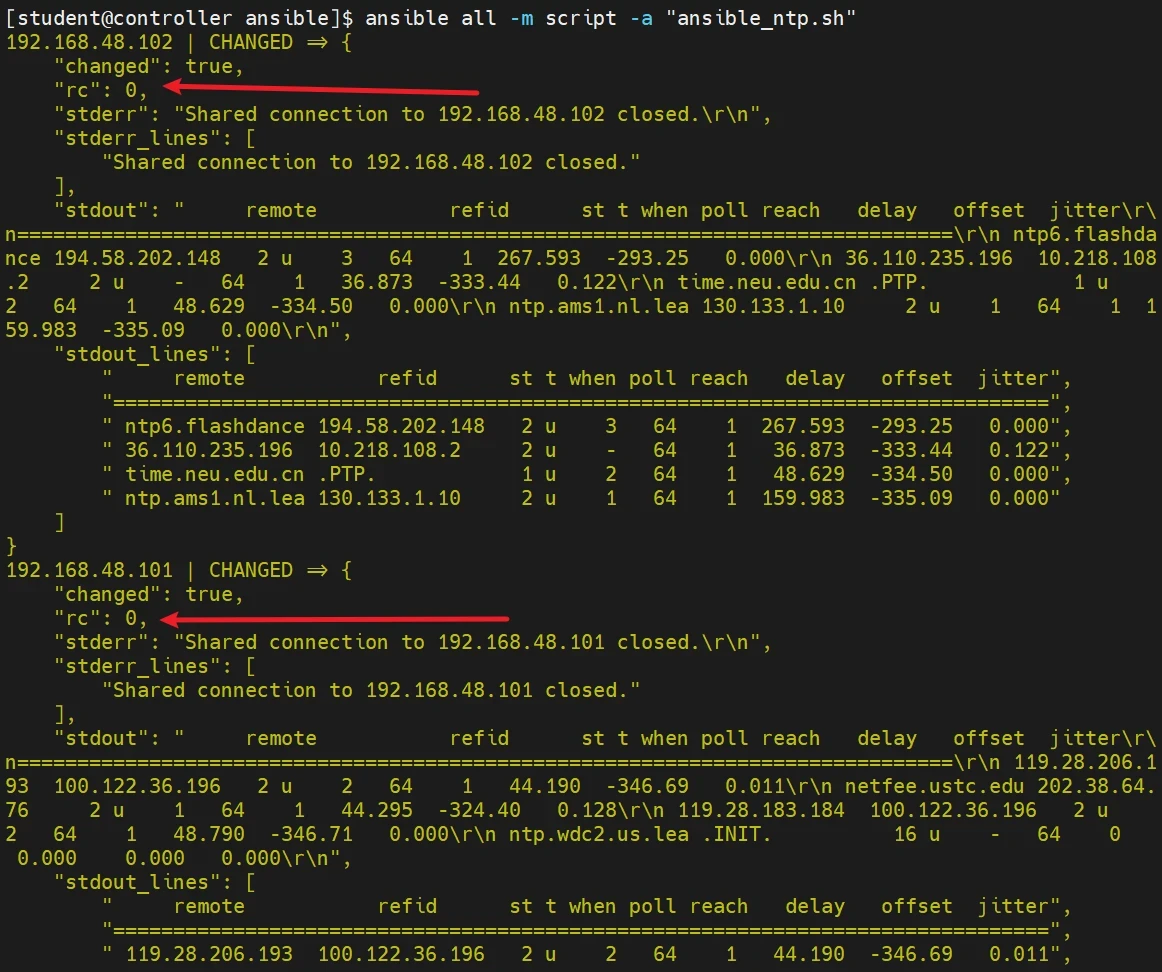 [student@controller ansible]$ ansible all -m script -a "ansible_ntp.sh"
192.168.48.102 | CHANGED => {
    "changed": true,
    "rc": 0,
    "stderr": "Shared connection to 192.168.48.102 closed.\r\n",
    "stderr_lines": [
        "Shared connection to 192.168.48.102 closed."
    ],
    "stdout": "     remote           refid      st t when poll reach   delay   offset  jitter\r\
n==============================================================================\r\n ntp6.flashda
nce 194.58.202.148   2 u    3   64    1  267.593  -293.25   0.000\r\n 36.110.235.196  10.218.108
.2     2 u    -   64    1   36.873  -333.44   0.122\r\n time.neu.edu.cn .PTP.            1 u
2   64    1   48.629  -334.50   0.000\r\n ntp.ams1.nl.lea 130.133.1.10     2 u    1   64    1  1
59.983  -335.09   0.000\r\n",
    "stdout_lines": [
        "     remote           refid      st t when poll reach   delay   offset  jitter",
        "==============================================================================",
        " ntp6.flashdance 194.58.202.148   2 u    3   64    1  267.593  -293.25   0.000",
        " 36.110.235.196  10.218.108.2     2 u    -   64    1   36.873  -333.44   0.122",
        " time.neu.edu.cn .PTP.            1 u    2   64    1   48.629  -334.50   0.000",
        " ntp.ams1.nl.lea 130.133.1.10     2 u    1   64    1  159.983  -335.09   0.000"
    ]
}
192.168.48.101 | CHANGED => {
    "changed": true,
    "rc": 0,
    "stderr": "Shared connection to 192.168.48.101 closed.\r\n",
    "stderr_lines": [
        "Shared connection to 192.168.48.101 closed."
    ],
    "stdout": "     remote           refid      st t when poll reach   delay   offset  jitter\r\
n==============================================================================\r\n 119.28.206.1
93  100.122.36.196   2 u    2   64    1   44.190  -346.69   0.011\r\n netfee.ustc.edu 202.38.64.
76     2 u    1   64    1   44.295  -324.40   0.128\r\n 119.28.183.184  100.122.36.196   2 u
2   64    1   48.790  -346.71   0.000\r\n ntp.wdc2.us.lea .INIT.          16 u    -   64    0
 0.000    0.000   0.000\r\n",
    "stdout_lines": [
        "     remote           refid      st t when poll reach   delay   offset  jitter",
        "==============================================================================",
        " 119.28.206.193  100.122.36.196   2 u    2   64    1   44.190  -346.69   0.011",